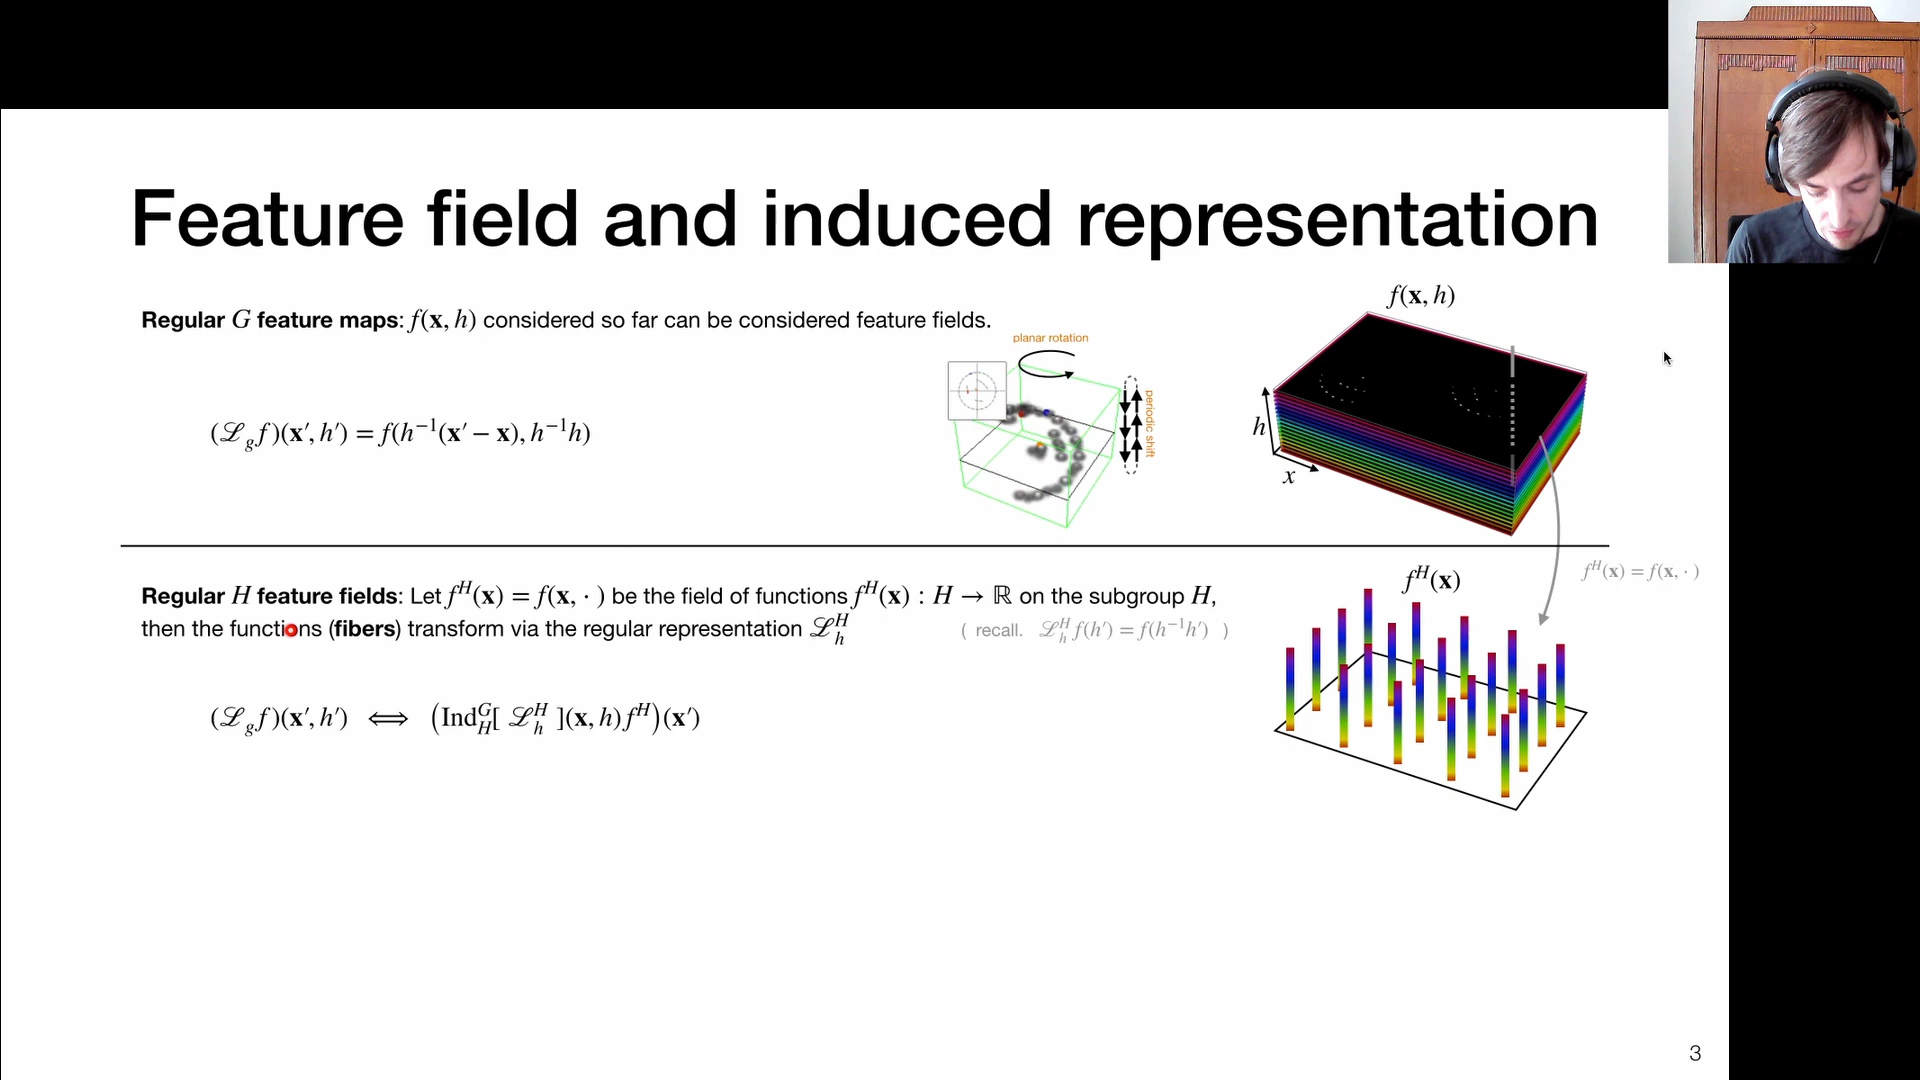 Feature field and induced representation
Regular G feature maps: f(x, h) considered so far can be considered feature fields.
f(x, h)
planar rotation
periodic shift
(ℒ_g f)(x′, h′) = f(h⁻¹(x′ − x), h⁻¹h)
h
x
f^H(x) = f(x, · )
f^H(x)
Regular H feature fields: Let f^H(x) = f(x, · ) be the field of functions f^H(x) : H → ℝ on the subgroup H,
then the functions (fibers) transform via the regular representation ℒ_h^H
( recall. ℒ_h^H f(h′) = f(h⁻¹h′) )
(ℒ_g f)(x′, h′) ⟺ (Ind_H^G[ ℒ_h^H ](x, h) f^H)(x′)
3